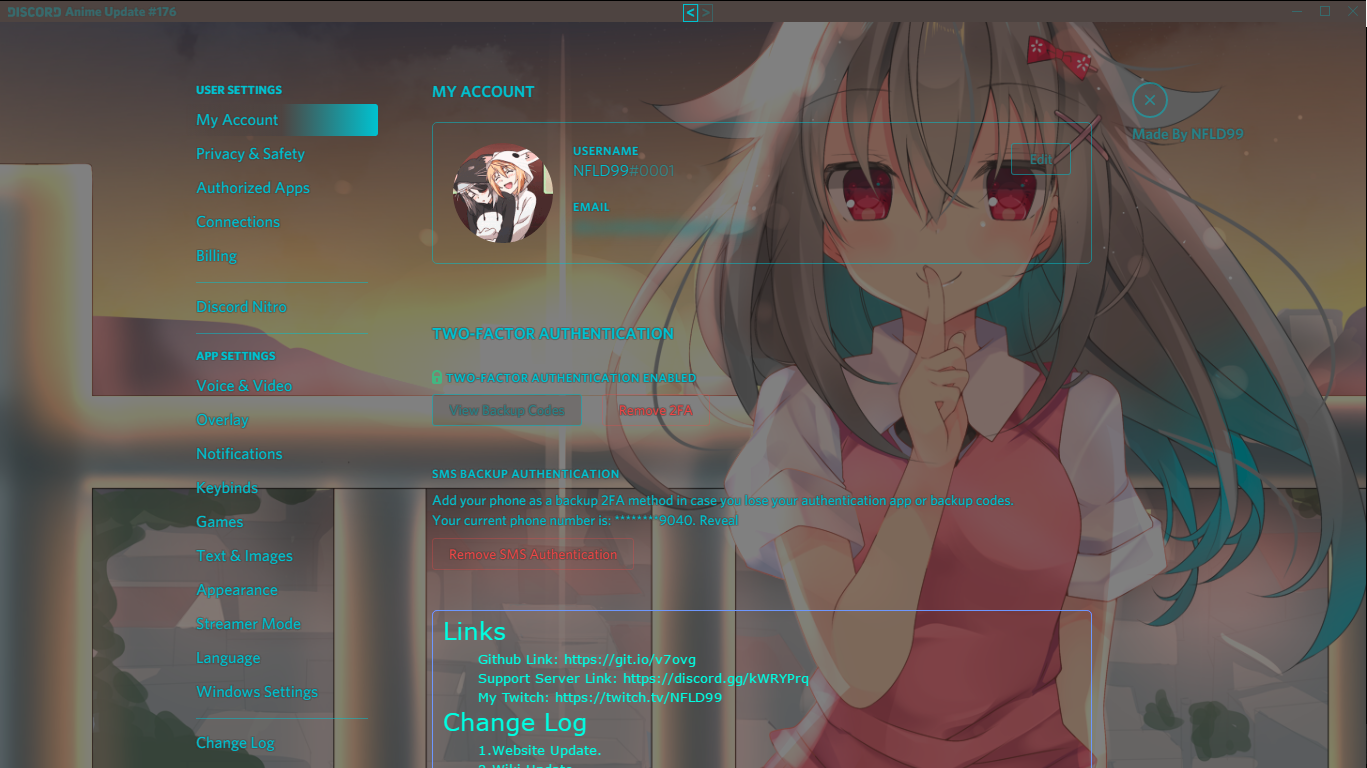 DISCORD Anime Update #176
< >
USER SETTINGS
My Account
Privacy & Safety
Authorized Apps
Connections
Billing
Discord Nitro
APP SETTINGS
Voice & Video
Overlay
Notifications
Keybinds
Games
Text & Images
Appearance
Streamer Mode
Language
Windows Settings
Change Log
MY ACCOUNT
USERNAME
NFLD99#0001
Edit
EMAIL
Made By NFLD99
TWO-FACTOR AUTHENTICATION
TWO-FACTOR AUTHENTICATION ENABLED
View Backup Codes Remove 2FA
SMS BACKUP AUTHENTICATION
Add your phone as a backup 2FA method in case you lose your authentication app or backup codes.
Your current phone number is: ********9040. Reveal
Remove SMS Authentication
Links
Github Link: https://git.io/v7ovg
Support Server Link: https://discord.gg/kWRYPrq
My Twitch: https://twitch.tv/NFLD99
Change Log
1.Website Update.
2.Wiki Update